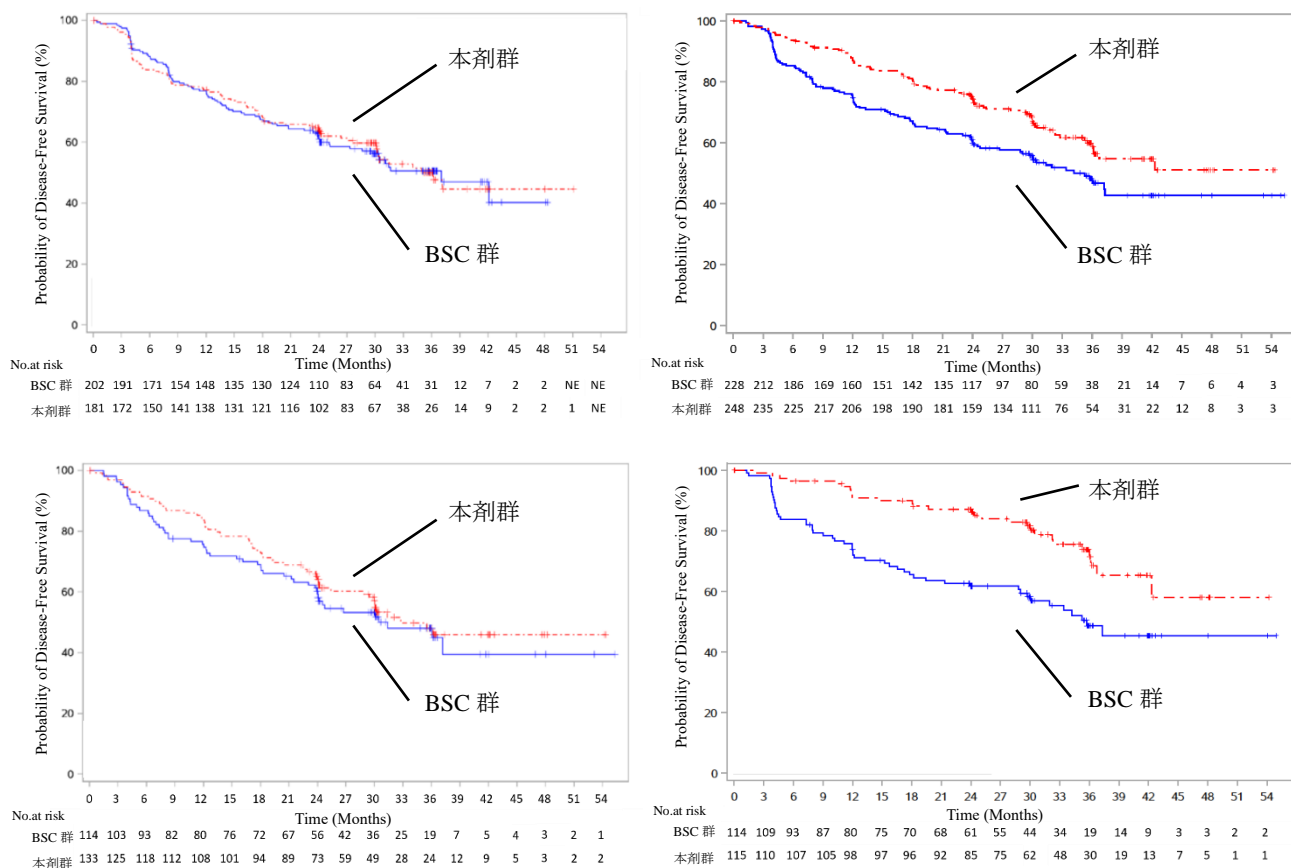 Probability of Disease-Free Survival (%)
100
80
60
40
20
0
本剤群
BSC 群
0 3 6 9 12 15 18 21 24 27 30 33 36 39 42 45 48 51 54
Time (Months)
No.at risk
BSC 群 202 191 171 154 148 135 130 124 110 83 64 41 31 12 7 2 2 NE NE
本剤群 181 172 150 141 138 131 121 116 102 83 67 38 26 14 9 2 2 1 NE
Probability of Disease-Free Survival (%)
100
80
60
40
20
0
本剤群
BSC 群
0 3 6 9 12 15 18 21 24 27 30 33 36 39 42 45 48 51 54
Time (Months)
No.at risk
BSC 群 228 212 186 169 160 151 142 135 117 97 80 59 38 21 14 7 6 4 3
本剤群 248 235 225 217 206 198 190 181 159 134 111 76 54 31 22 12 8 3 3
Probability of Disease-Free Survival (%)
100
80
60
40
20
0
本剤群
BSC 群
0 3 6 9 12 15 18 21 24 27 30 33 36 39 42 45 48 51 54
Time (Months)
No.at risk
BSC 群 114 103 93 82 80 76 72 67 56 42 36 25 19 7 5 4 3 2 1
本剤群 133 125 118 112 108 101 94 89 73 59 49 28 24 12 9 5 3 2 2
Probability of Disease-Free Survival (%)
100
80
60
40
20
0
本剤群
BSC 群
0 3 6 9 12 15 18 21 24 27 30 33 36 39 42 45 48 51 54
Time (Months)
No.at risk
BSC 群 114 109 93 87 80 75 70 68 61 55 44 34 19 14 9 3 3 2 2
本剤群 115 110 107 105 98 97 96 92 85 75 62 48 30 19 13 7 5 1 1